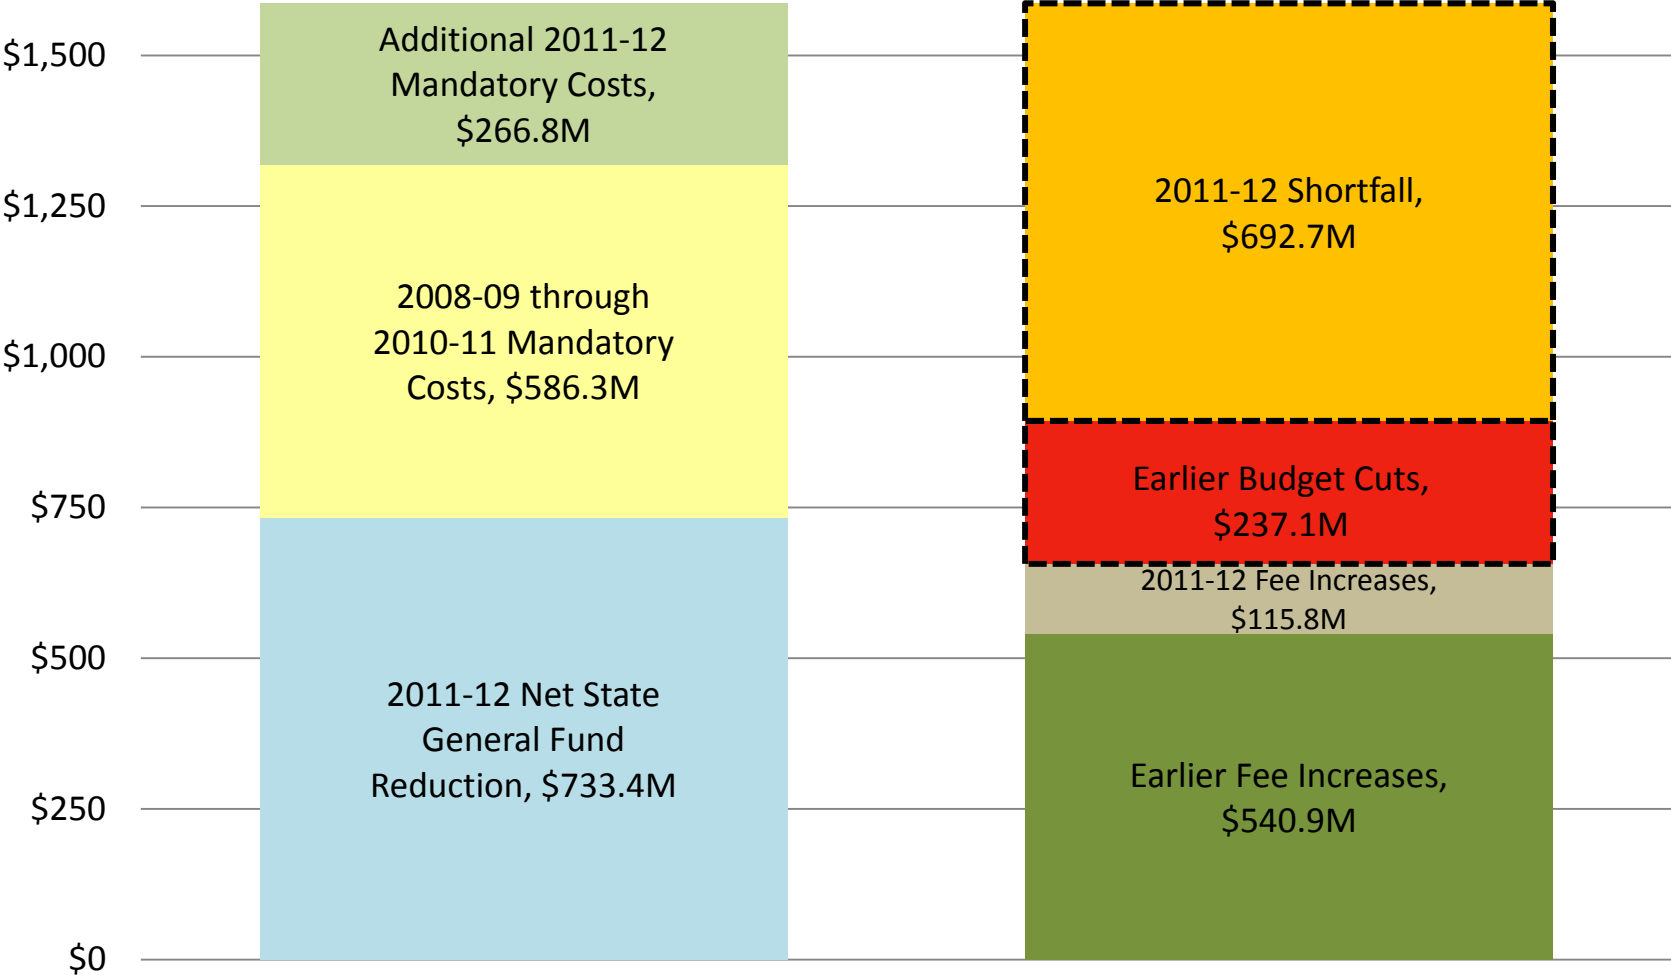 $1,500
$1,250
$1,000
$750
$500
$250
$0
Additional 2011-12
Mandatory Costs,
$266.8M
2008-09 through
2010-11 Mandatory
Costs, $586.3M
2011-12 Net State
General Fund
Reduction, $733.4M
2011-12 Shortfall,
$692.7M
Earlier Budget Cuts,
$237.1M
2011-12 Fee Increases,
$115.8M
Earlier Fee Increases,
$540.9M